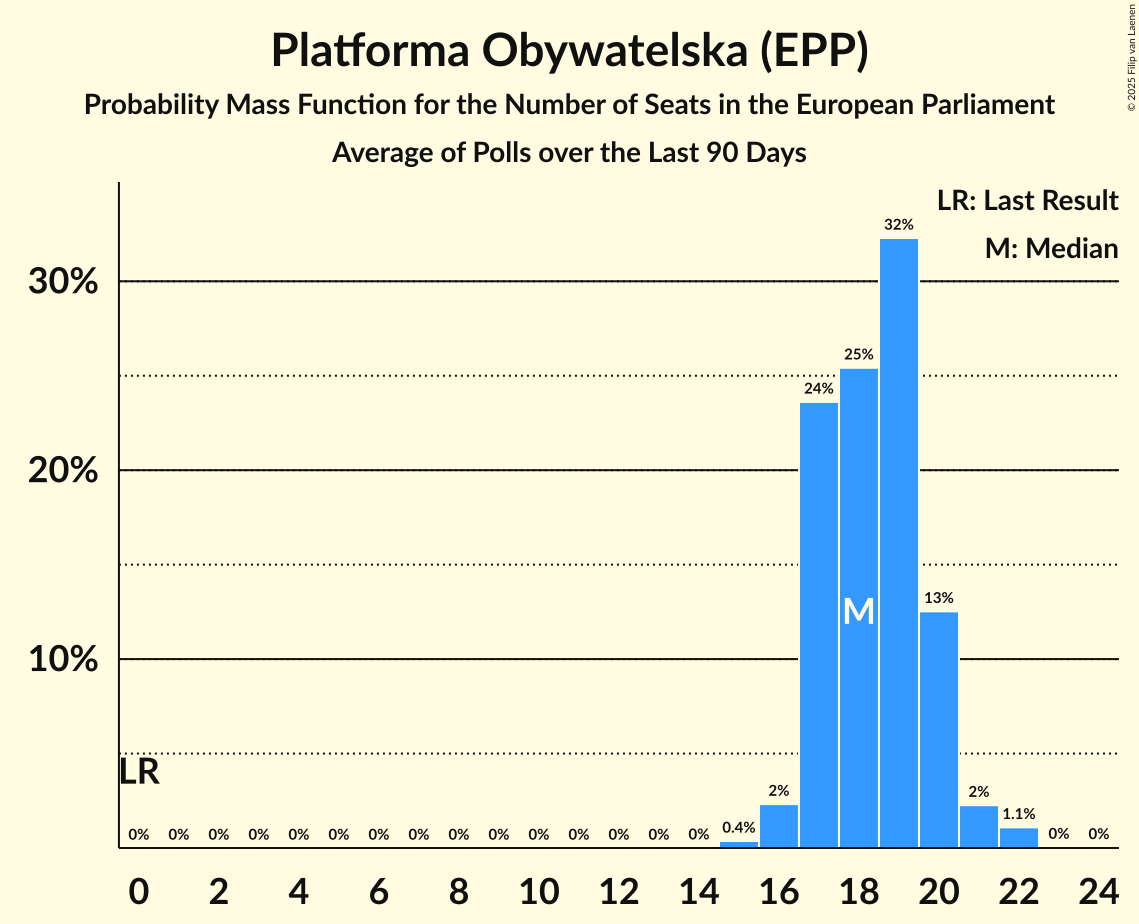 Platforma Obywatelska (EPP)
Probability Mass Function for the Number of Seats in the European Parliament
Average of Polls over the Last 90 Days
© 2025 Filip van Laenen
LR: Last Result
M: Median
30%
20%
10%
LR
M
0% 0% 0% 0% 0% 0% 0% 0% 0% 0% 0% 0% 0% 0% 0% 0.4% 2% 24% 25% 32% 13% 2% 1.1% 0% 0%
0 2 4 6 8 10 12 14 16 18 20 22 24